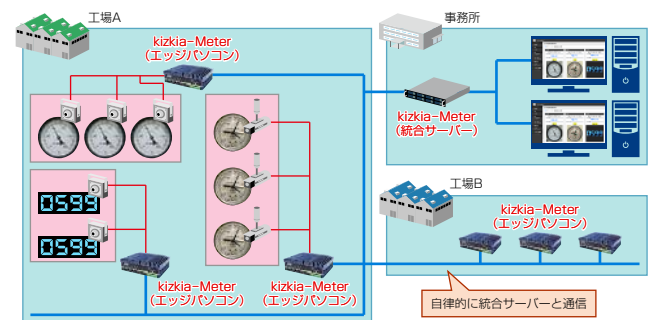 工場A
kizkia-Meter
（エッジパソコン）
0599
0599
kizkia-Meter
（エッジパソコン）
kizkia-Meter
（エッジパソコン）
事務所
kizkia-Meter
（統合サーバー）
工場B
kizkia-Meter
（エッジパソコン）
自律的に統合サーバーと通信